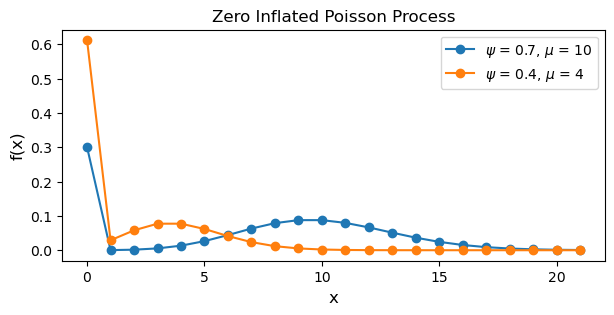 Zero Inflated Poisson Process
ψ = 0.7, μ = 10
ψ = 0.4, μ = 4
f(x)
0.6
0.5
0.4
0.3
0.2
0.1
0.0
0 5 10 15 20
x